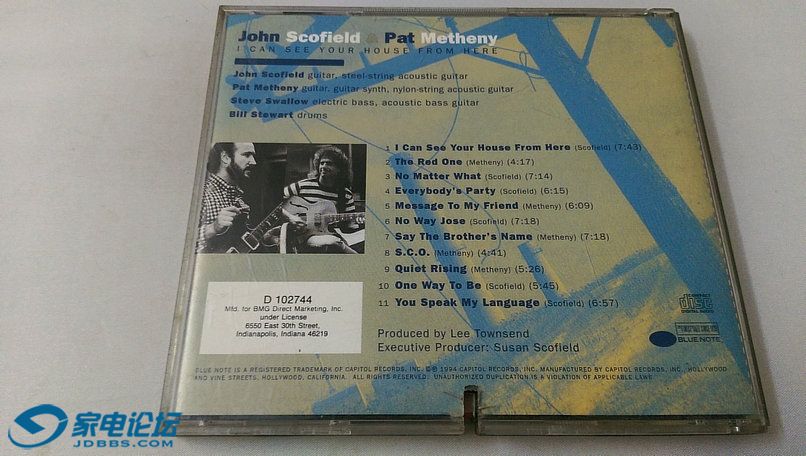 John Scofield & Pat Metheny
I CAN SEE YOUR HOUSE FROM HERE
John Scofield guitar, steel-string acoustic guitar
Pat Metheny guitar, guitar synth, nylon-string acoustic guitar
Steve Swallow electric bass, acoustic bass guitar
Bill Stewart drums
1 I Can See Your House From Here (Scofield) (7:43)
2 The Red One (Metheny) (4:17)
3 No Matter What (Scofield) (7:14)
4 Everybody's Party (Scofield) (6:15)
5 Message To My Friend (Metheny) (6:09)
6 No Way Jose (Scofield) (7:18)
7 Say The Brother's Name (Metheny) (7:18)
8 S.C.O. (Metheny) (4:41)
9 Quiet Rising (Metheny) (5:26)
10 One Way To Be (Scofield) (5:45)
11 You Speak My Language (Scofield) (6:57)
D 102744
Mfd. for BMG Direct Marketing, Inc.
under License
6550 East 30th Street,
Indianapolis, Indiana 46219
Produced by Lee Townsend
Executive Producer: Susan Scofield
COMPACT
disc
DIGITAL AUDIO
BLUE NOTE
BLUE NOTE IS A REGISTERED TRADEMARK OF CAPITOL RECORDS, INC. © ℗ 1994 CAPITOL RECORDS, INC. MANUFACTURED BY CAPITOL RECORDS, INC., HOLLYWOOD
AND VINE STREETS, HOLLYWOOD, CALIFORNIA. ALL RIGHTS RESERVED. UNAUTHORIZED DUPLICATION IS A VIOLATION OF APPLICABLE LAWS.
家电论坛
JDBBS.COM